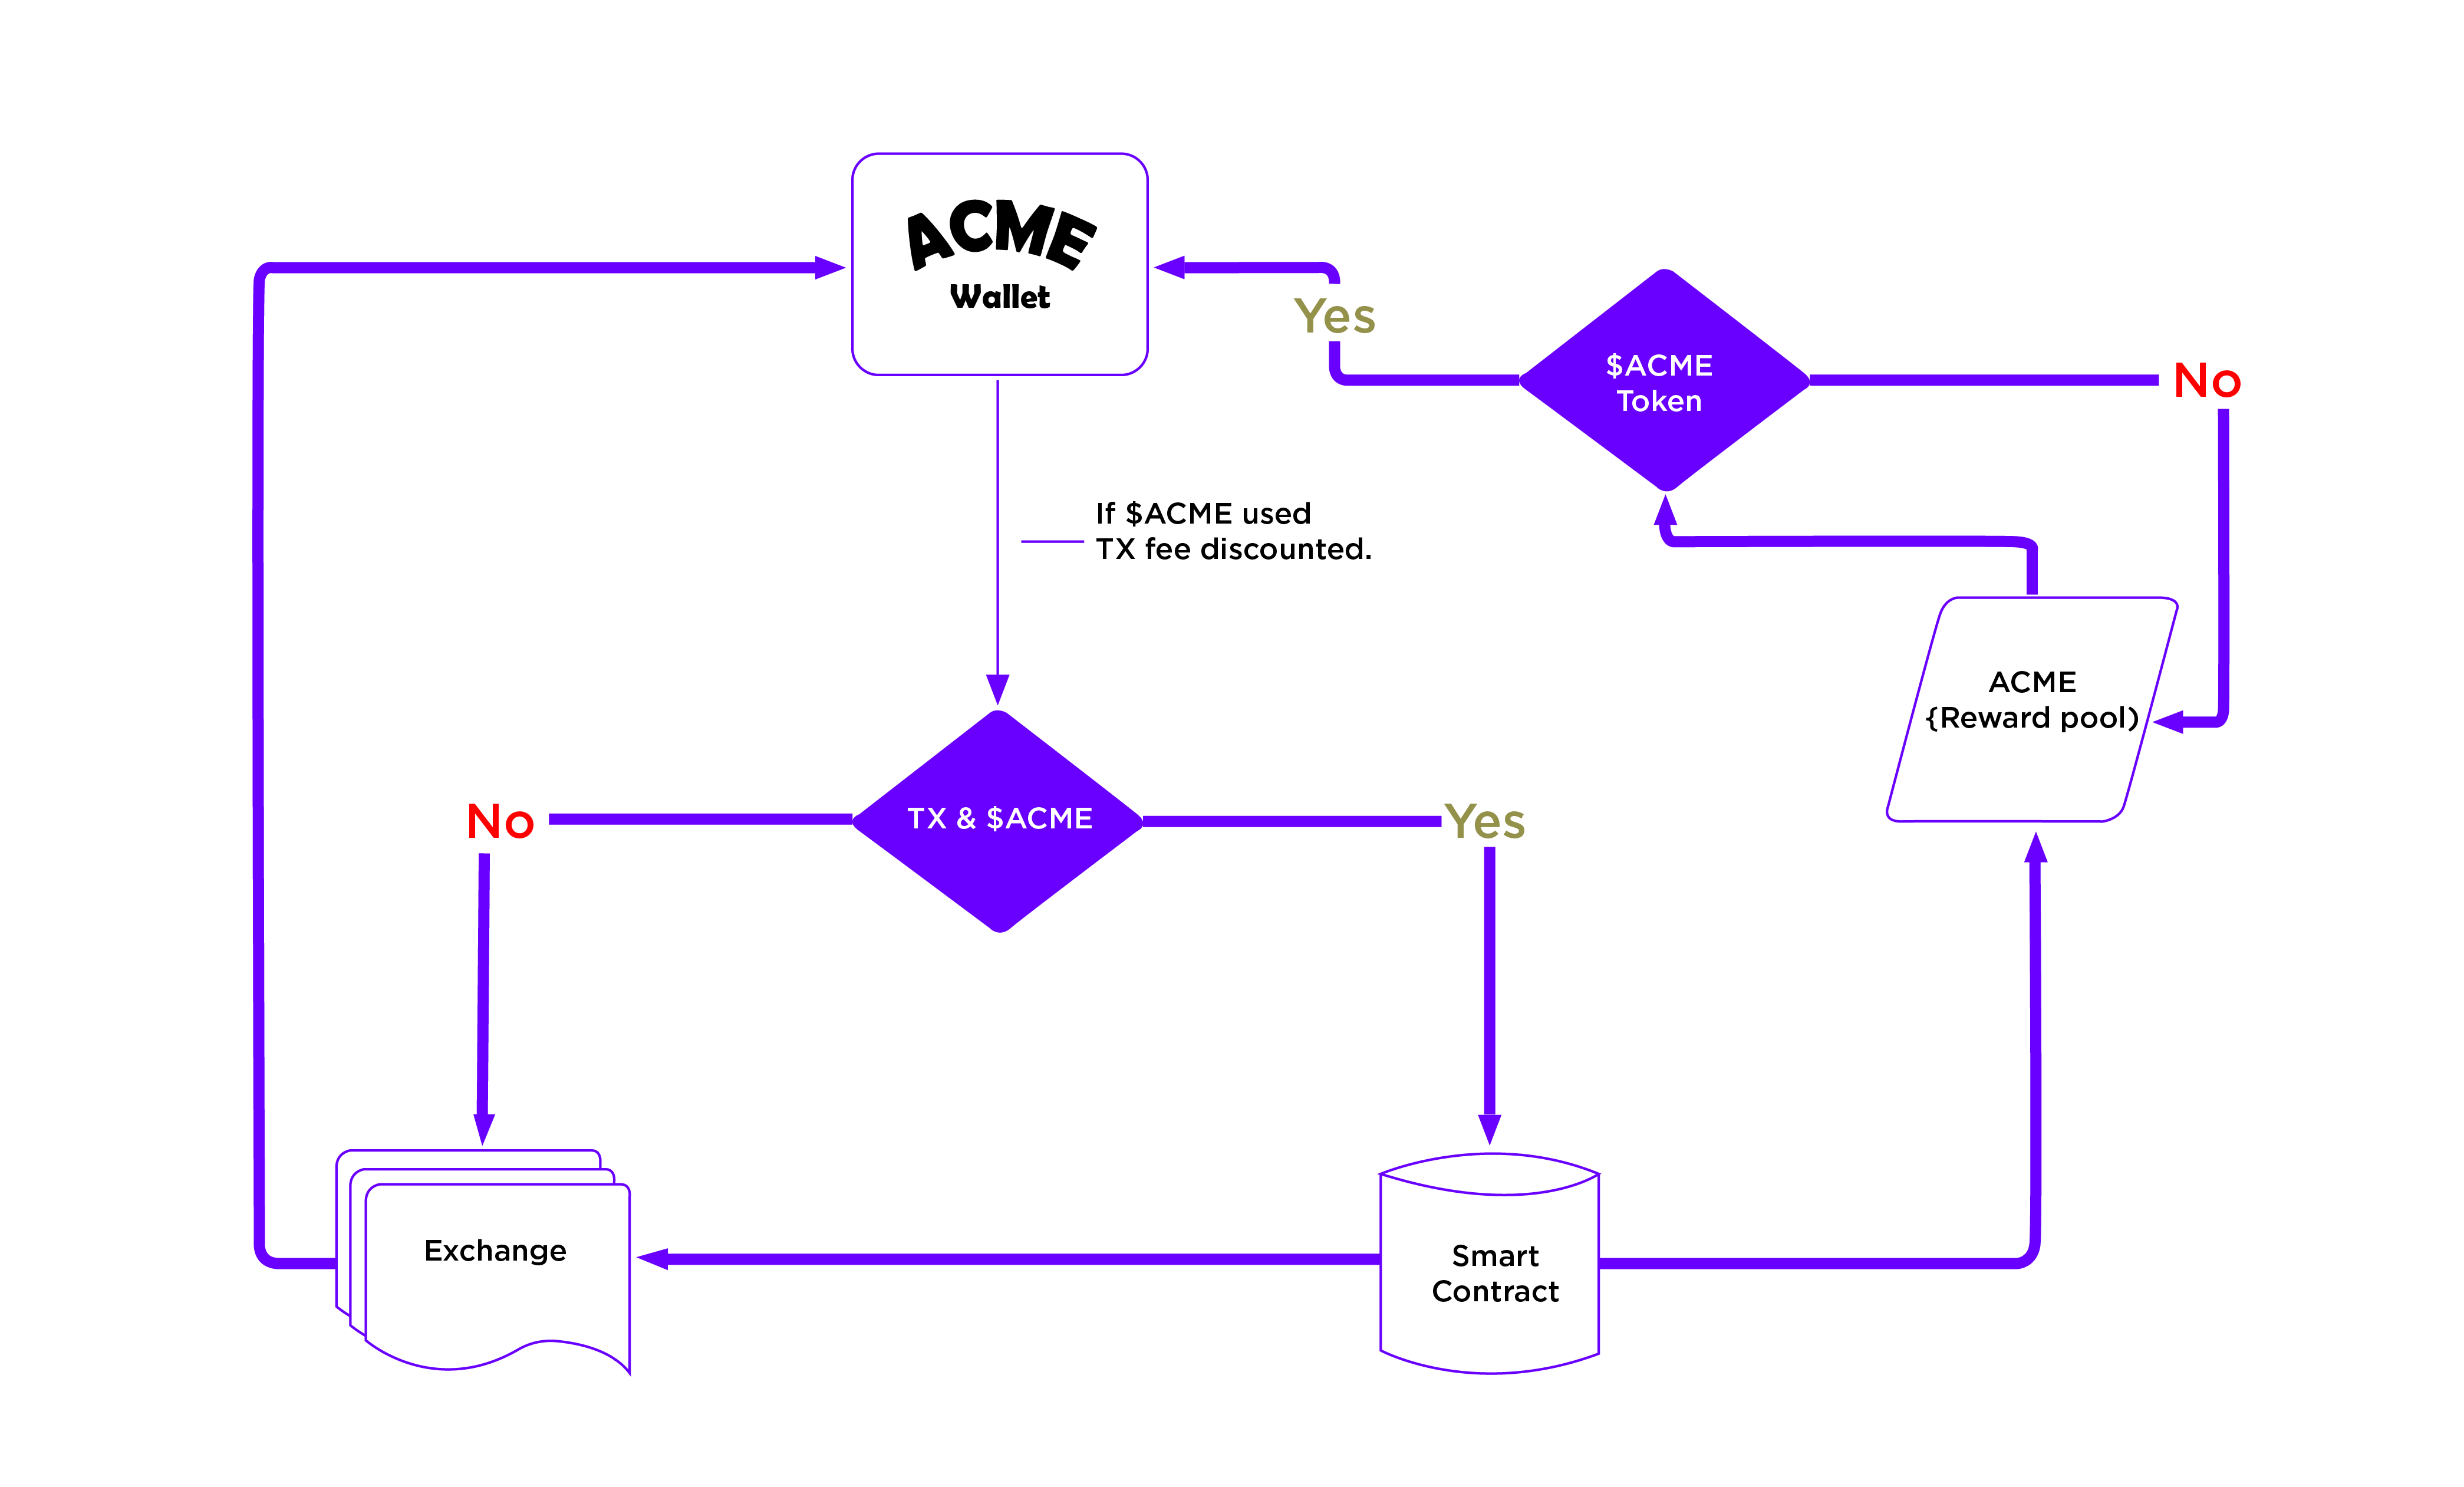 ACME
Wallet
Yes
$ACME
Token
No
If $ACME used
TX fee discounted.
ACME
{Reward pool)
No
TX & $ACME
Yes
Exchange
Smart
Contract